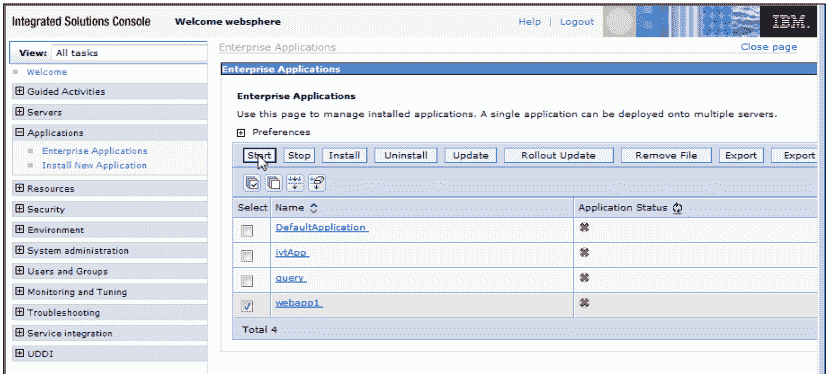 Integrated Solutions Console Welcome websphere Help | Logout IBM.
View: All tasks
Welcome
Guided Activities
Servers
Applications
Enterprise Applications
Install New Application
Resources
Security
Environment
System administration
Users and Groups
Monitoring and Tuning
Troubleshooting
Service integration
UDDI
Enterprise Applications Close page
Enterprise Applications
Enterprise Applications
Use this page to manage installed applications. A single application can be deployed onto multiple servers.
Preferences
Start Stop Install Uninstall Update Rollout Update Remove File Export Export
Select Name Application Status
DefaultApplication
ivtApp
query
webapp1
Total 4